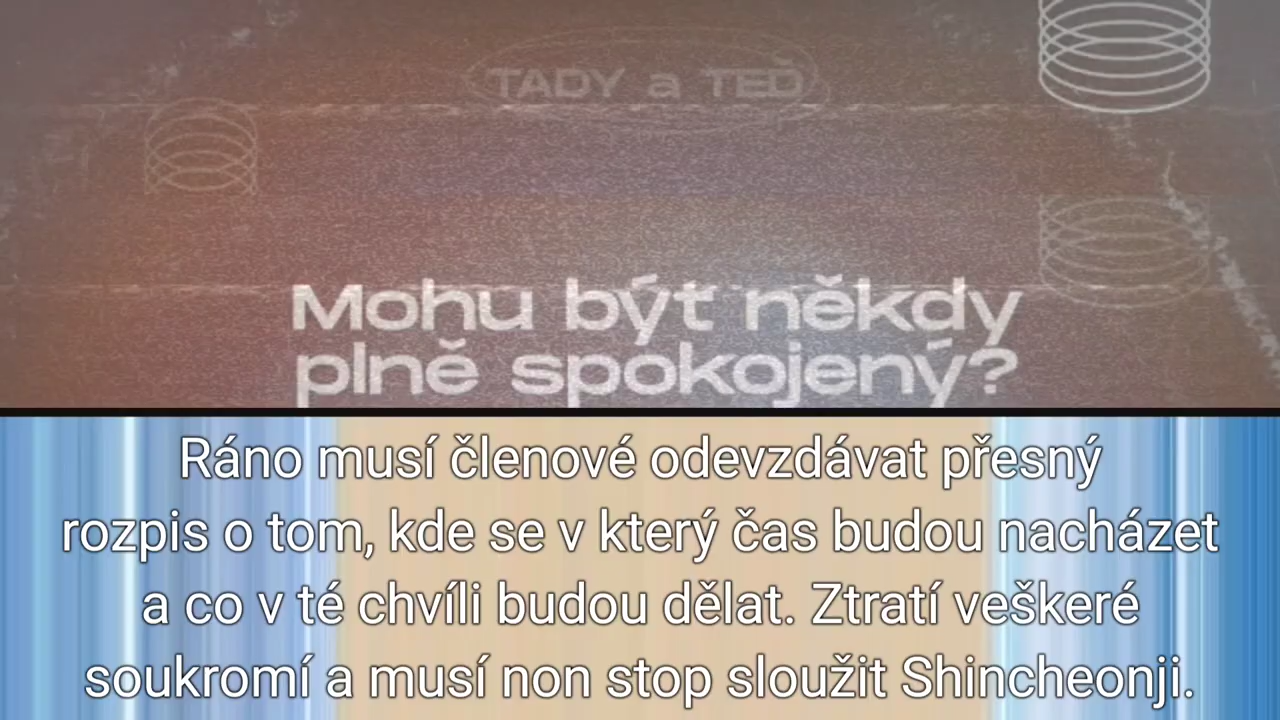 TADY a TEĎ
Mohu být někdy
plně spokojený?
Ráno musí členové odevzdávat přesný
rozpis o tom, kde se v který čas budou nacházet
a co v té chvíli budou dělat. Ztratí veškeré
soukromí a musí non stop sloužit Shincheonji.